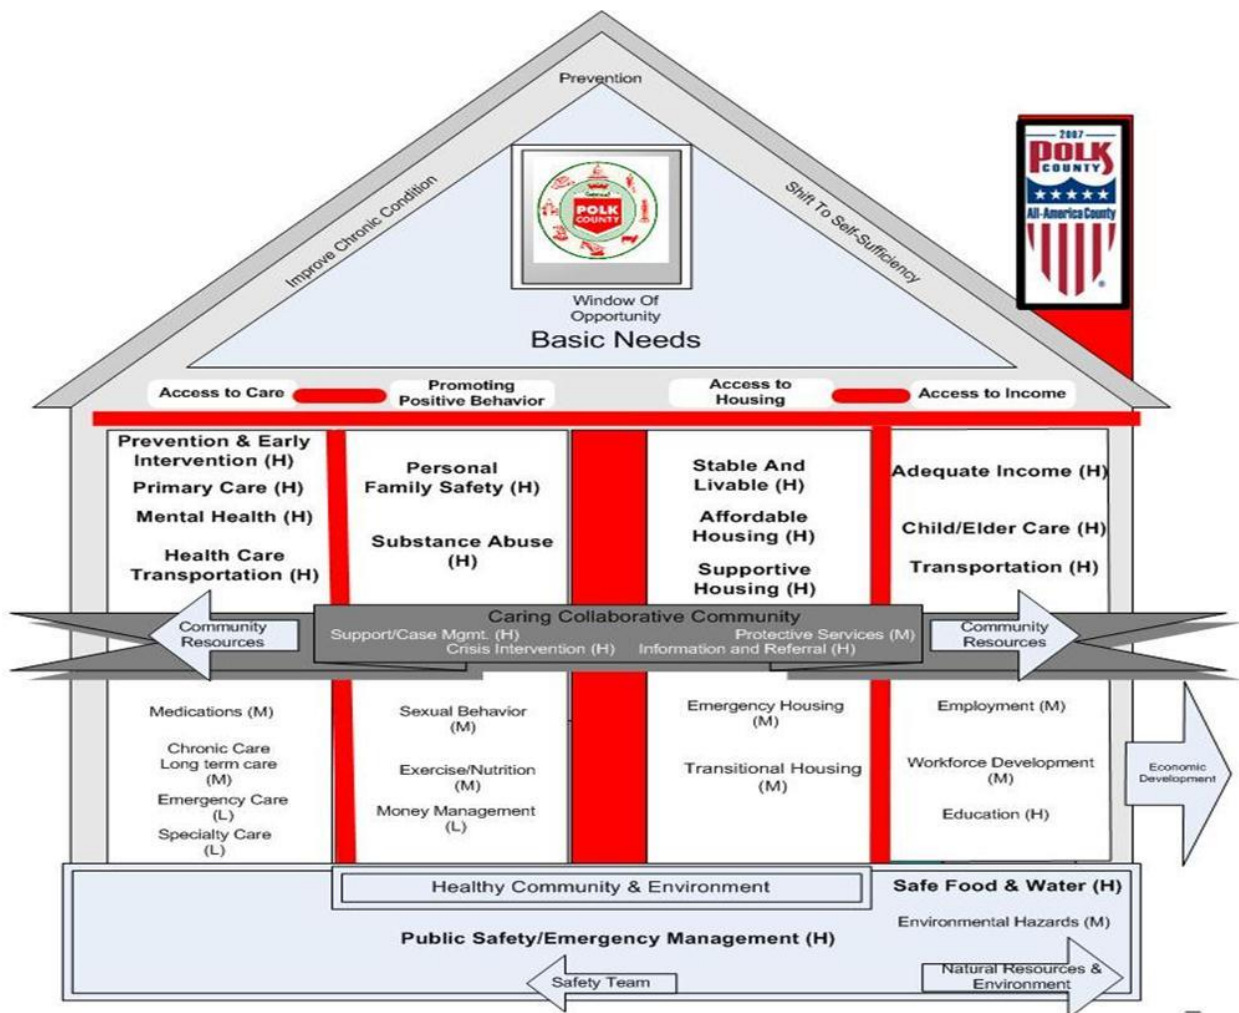 Prevention
Improve Chronic Condition
Shift To Self-Sufficiency
POLK
COUNTY
2007
POLK
COUNTY
All-America County
®
Window Of
Opportunity
Basic Needs
Access to Care
Promoting
Positive Behavior
Access to
Housing
Access to Income
Prevention & Early
Intervention (H)
Primary Care (H)
Mental Health (H)
Health Care
Transportation (H)
Personal
Family Safety (H)
Substance Abuse
(H)
Stable And
Livable (H)
Affordable
Housing (H)
Supportive
Housing (H)
Adequate Income (H)
Child/Elder Care (H)
Transportation (H)
Community
Resources
Caring Collaborative Community
Support/Case Mgmt. (H)
Protective Services (M)
Crisis Intervention (H)
Information and Referral (H)
Community
Resources
Medications (M)
Chronic Care
Long term care
(M)
Emergency Care
(L)
Specialty Care
(L)
Sexual Behavior
(M)
Exercise/Nutrition
(M)
Money Management
(L)
Emergency Housing
(M)
Transitional Housing
(M)
Employment (M)
Workforce Development
(M)
Education (H)
Economic
Development
Healthy Community & Environment
Safe Food & Water (H)
Environmental Hazards (M)
Public Safety/Emergency Management (H)
Safety Team
Natural Resources &
Environment